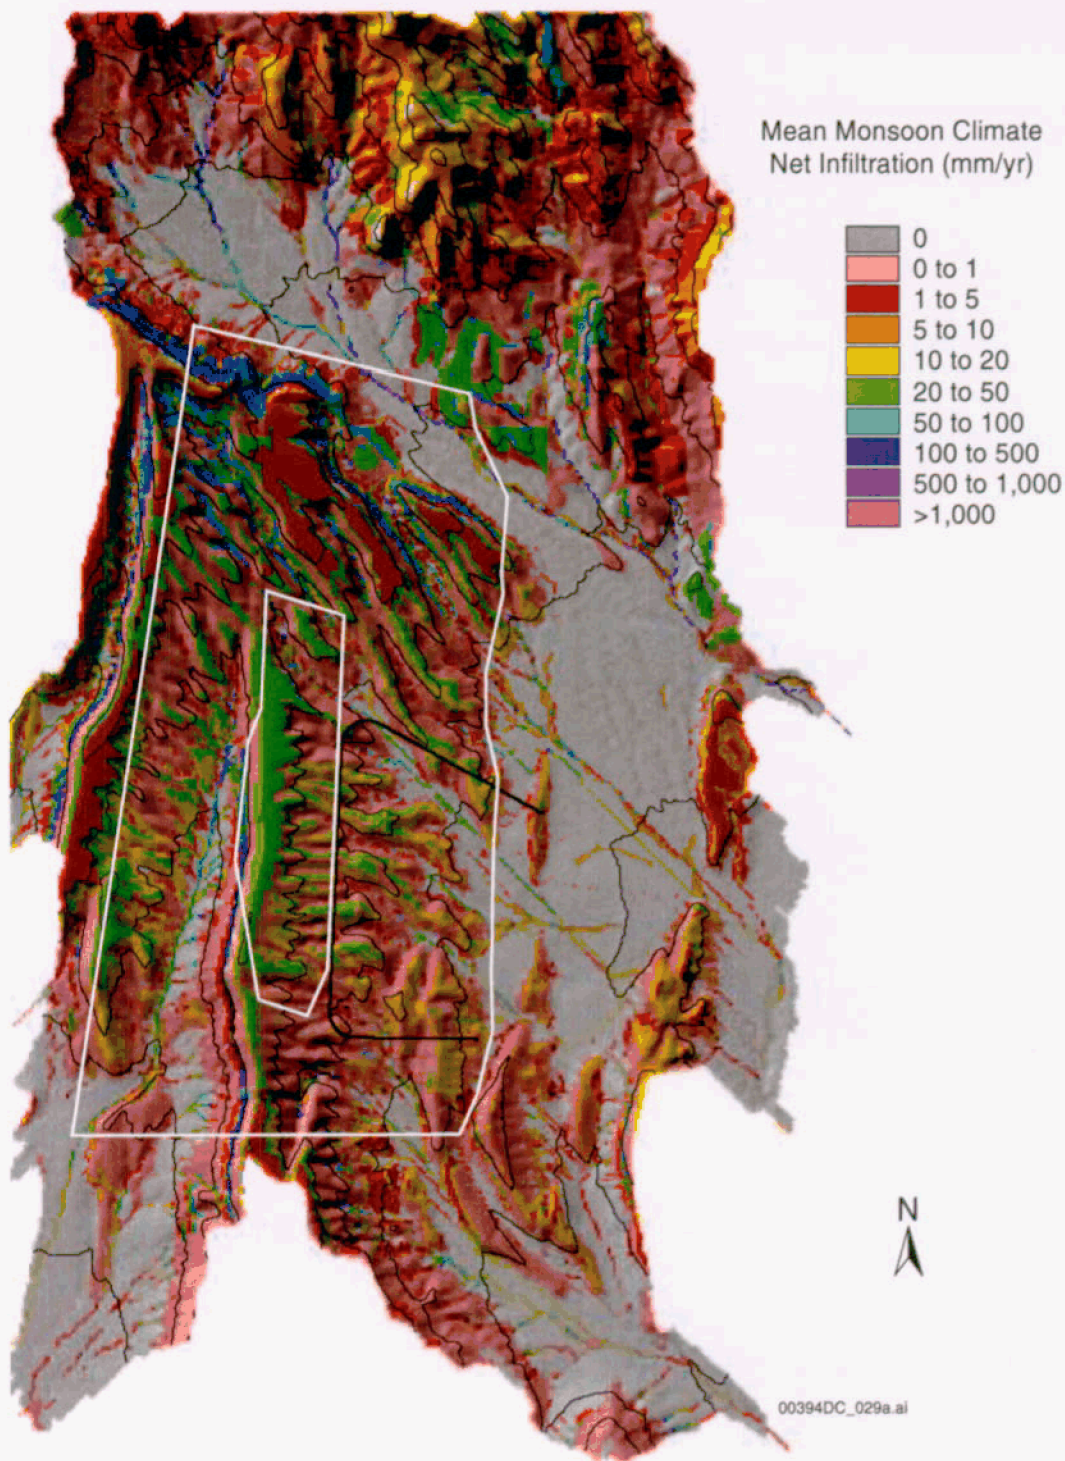 Mean Monsoon Climate
Net Infiltration (mm/yr)
0
0 to 1
1 to 5
5 to 10
10 to 20
20 to 50
50 to 100
100 to 500
500 to 1,000
>1,000
N
00394DC_029a.ai